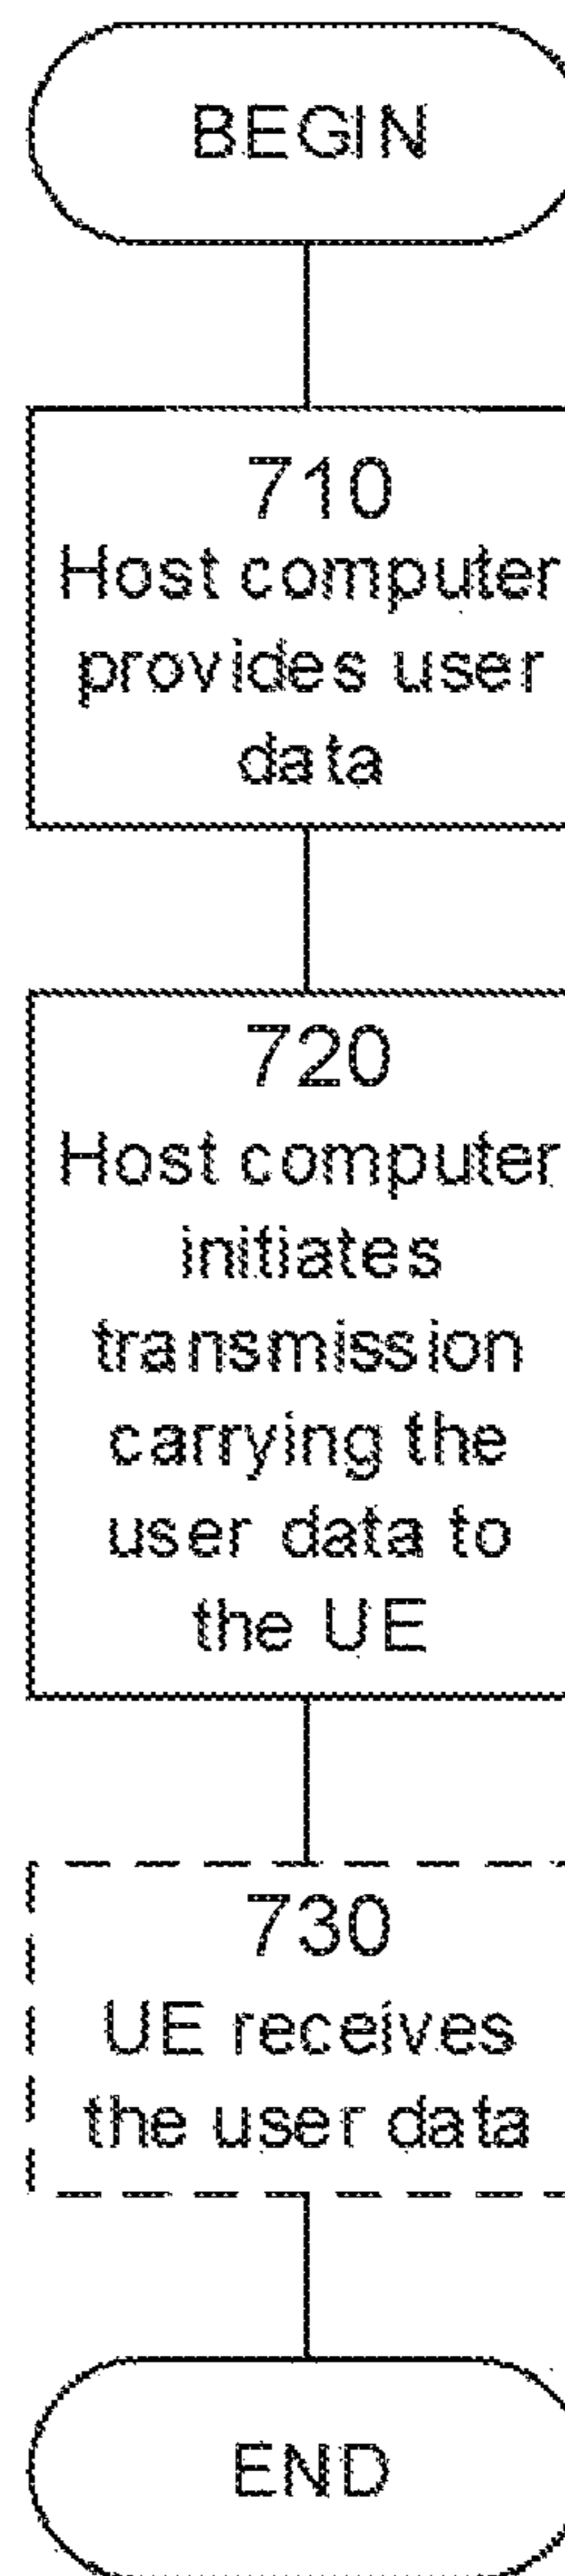 BEGIN
710
Host computer
provides user
data
720
Host computer
initiates
transmission
carrying the
user data to
the UE
730
UE receives
the user data
END